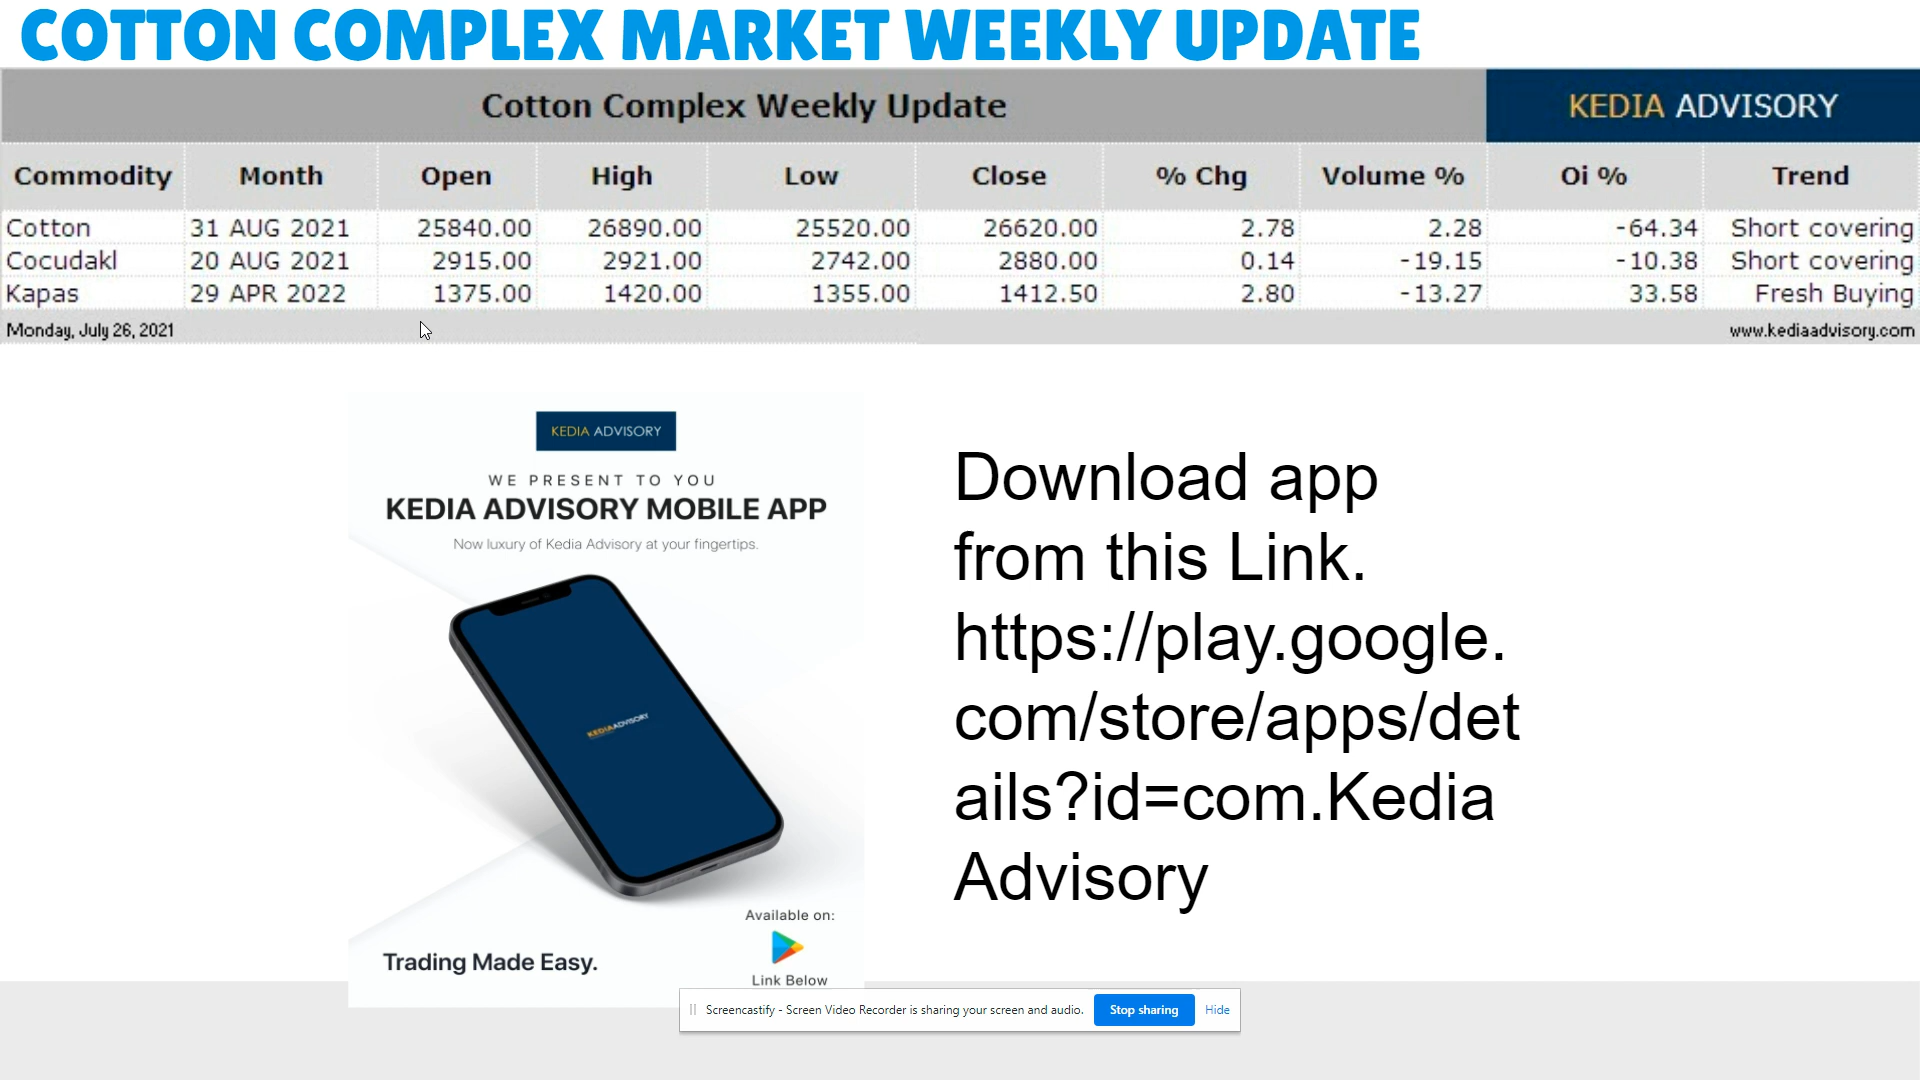 COTTON COMPLEX MARKET WEEKLY UPDATE
Cotton Complex Weekly Update KEDIA ADVISORY
Commodity Month Open High Low Close % Chg Volume % Oi % Trend
Cotton 31 AUG 2021 25840.00 26890.00 25520.00 26620.00 2.78 2.28 -64.34 Short covering
Cocudakl 20 AUG 2021 2915.00 2921.00 2742.00 2880.00 0.14 -19.15 -10.38 Short covering
Kapas 29 APR 2022 1375.00 1420.00 1355.00 1412.50 2.80 -13.27 33.58 Fresh Buying
Monday, July 26, 2021 www.kediaadvisory.com
KEDIA ADVISORY
WE PRESENT TO YOU
KEDIA ADVISORY MOBILE APP
Now luxury of Kedia Advisory at your fingertips.
KEDIAADVISORY
Available on:
Trading Made Easy.
Link Below
Download app
from this Link.
https://play.google.
com/store/apps/det
ails?id=com.Kedia
Advisory
Screencastify - Screen Video Recorder is sharing your screen and audio. Stop sharing Hide